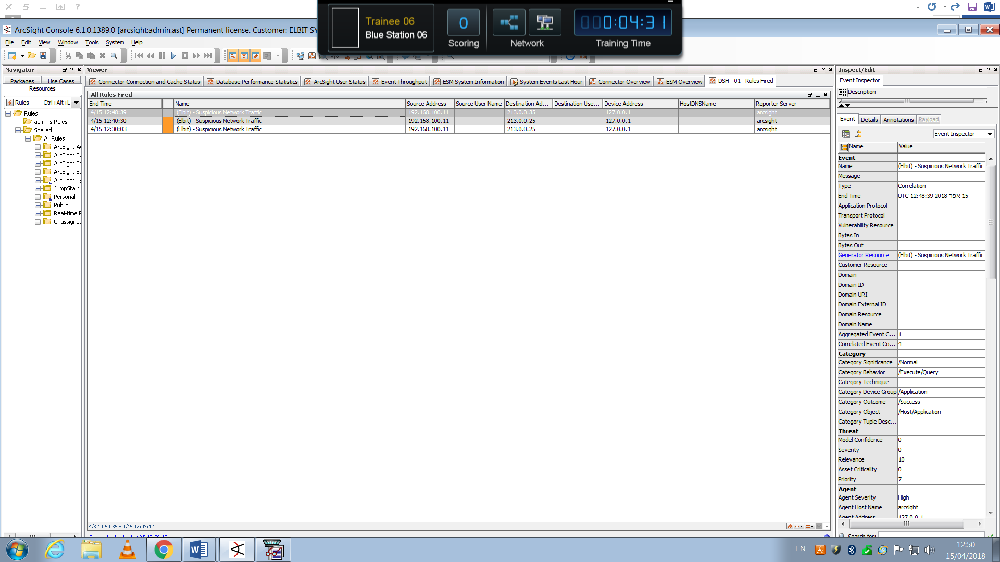 Trainee 06
Blue Station 06
0
Scoring
Network
0:04:31
Training Time
ArcSight Console 6.1.0.1389.0 [arcsight:admin.ast] Permanent license. Customer: ELBIT SY
File Edit View Window Tools System Help
Navigator
Packages Use Cases
Resources
Rules Ctrl+Alt+L
Rules
admin's Rules
Shared
All Rules
ArcSight Ac
ArcSight Ex
ArcSight Fo
ArcSight So
ArcSight Sy
JumpStart
Personal
Public
Real-time R
Unassigned
Viewer
Connector Connection and Cache Status Database Performance Statistics ArcSight User Status Event Throughput ESM System Information System Events Last Hour Connector Overview ESM Overview DSH - 01 - Rules Fired
All Rules Fired
End Time Name Source Address Source User Name Destination Ad... Destination Use... Device Address HostDNSName Reporter Server
4/15 12:48:39 (Elbit) - Suspicious Network Traffic 192.168.100.11 213.0.0.35 127.0.0.1 arcsight
4/15 12:40:30 (Elbit) - Suspicious Network Traffic 192.168.100.11 213.0.0.25 127.0.0.1 arcsight
4/15 12:30:03 (Elbit) - Suspicious Network Traffic 192.168.100.11 213.0.0.25 127.0.0.1 arcsight
4/3 14:50:35 - 4/15 12:49:12
Inspect/Edit
Event Inspector
Description
Event Details Annotations Payload
Event Inspector
Name Value
Event
Name (Elbit) - Suspicious Network Traffic
Message
Type Correlation
End Time UTC 12:48:39 2018 אפר 15
Application Protocol
Transport Protocol
Vulnerability Resource
Bytes In
Bytes Out
Generator Resource (Elbit) - Suspicious Network Traffic
Customer Resource
Domain
Domain ID
Domain URI
Domain External ID
Domain Resource
Domain Name
Aggregated Event C... 1
Correlated Event Co... 4
Category
Category Significance /Normal
Category Behavior /Execute/Query
Category Technique
Category Device Group /Application
Category Outcome /Success
Category Object /Host/Application
Category Tuple Desc...
Threat
Model Confidence 0
Severity 0
Relevance 10
Asset Criticality 0
Priority 7
Agent
Agent Severity High
Agent Host Name arcsight
Agent Address 127.0.0.1
Search for:
EN
12:50
15/04/2018